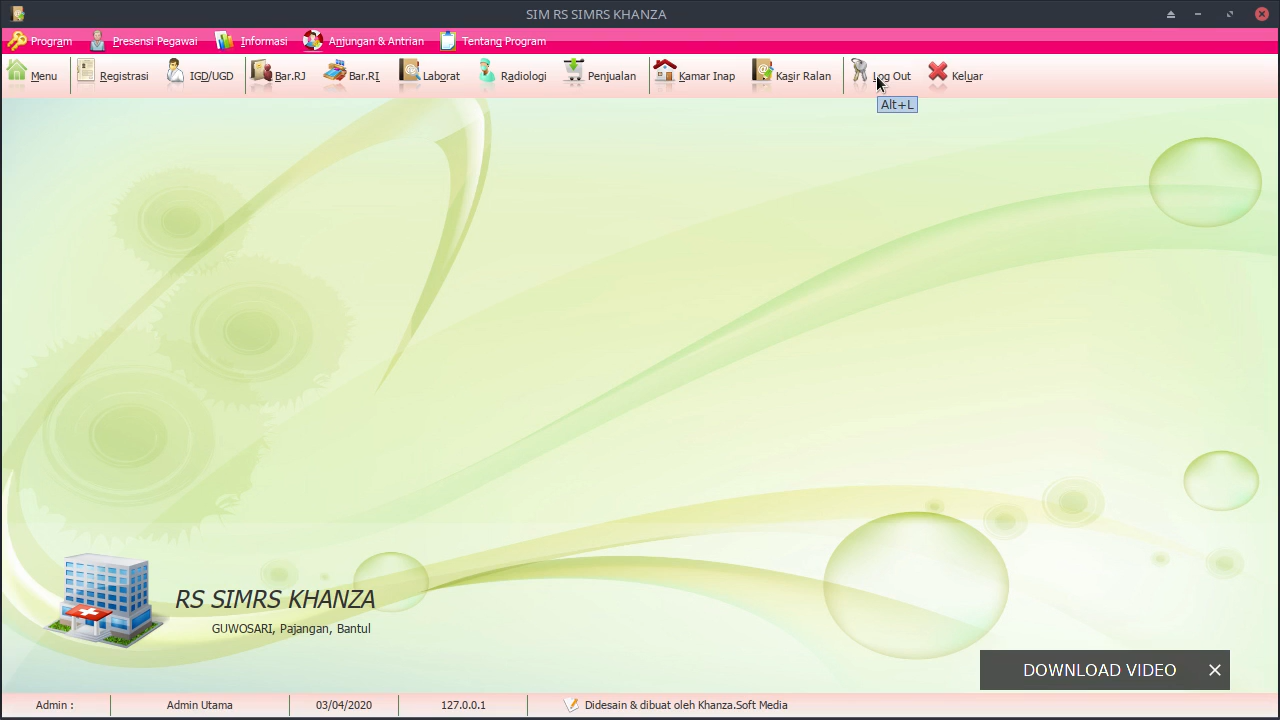 SIM RS SIMRS KHANZA
Program Presensi Pegawai Informasi Anjungan & Antrian Tentang Program
Menu Registrasi IGD/UGD Bar.RJ Bar.RI Laborat Radiologi Penjualan Kamar Inap Kasir Ralan Log Out Keluar
Alt+L
RS SIMRS KHANZA
GUWOSARI, Pajangan, Bantul
DOWNLOAD VIDEO
Admin : Admin Utama 03/04/2020 127.0.0.1 Didesain & dibuat oleh Khanza.Soft Media